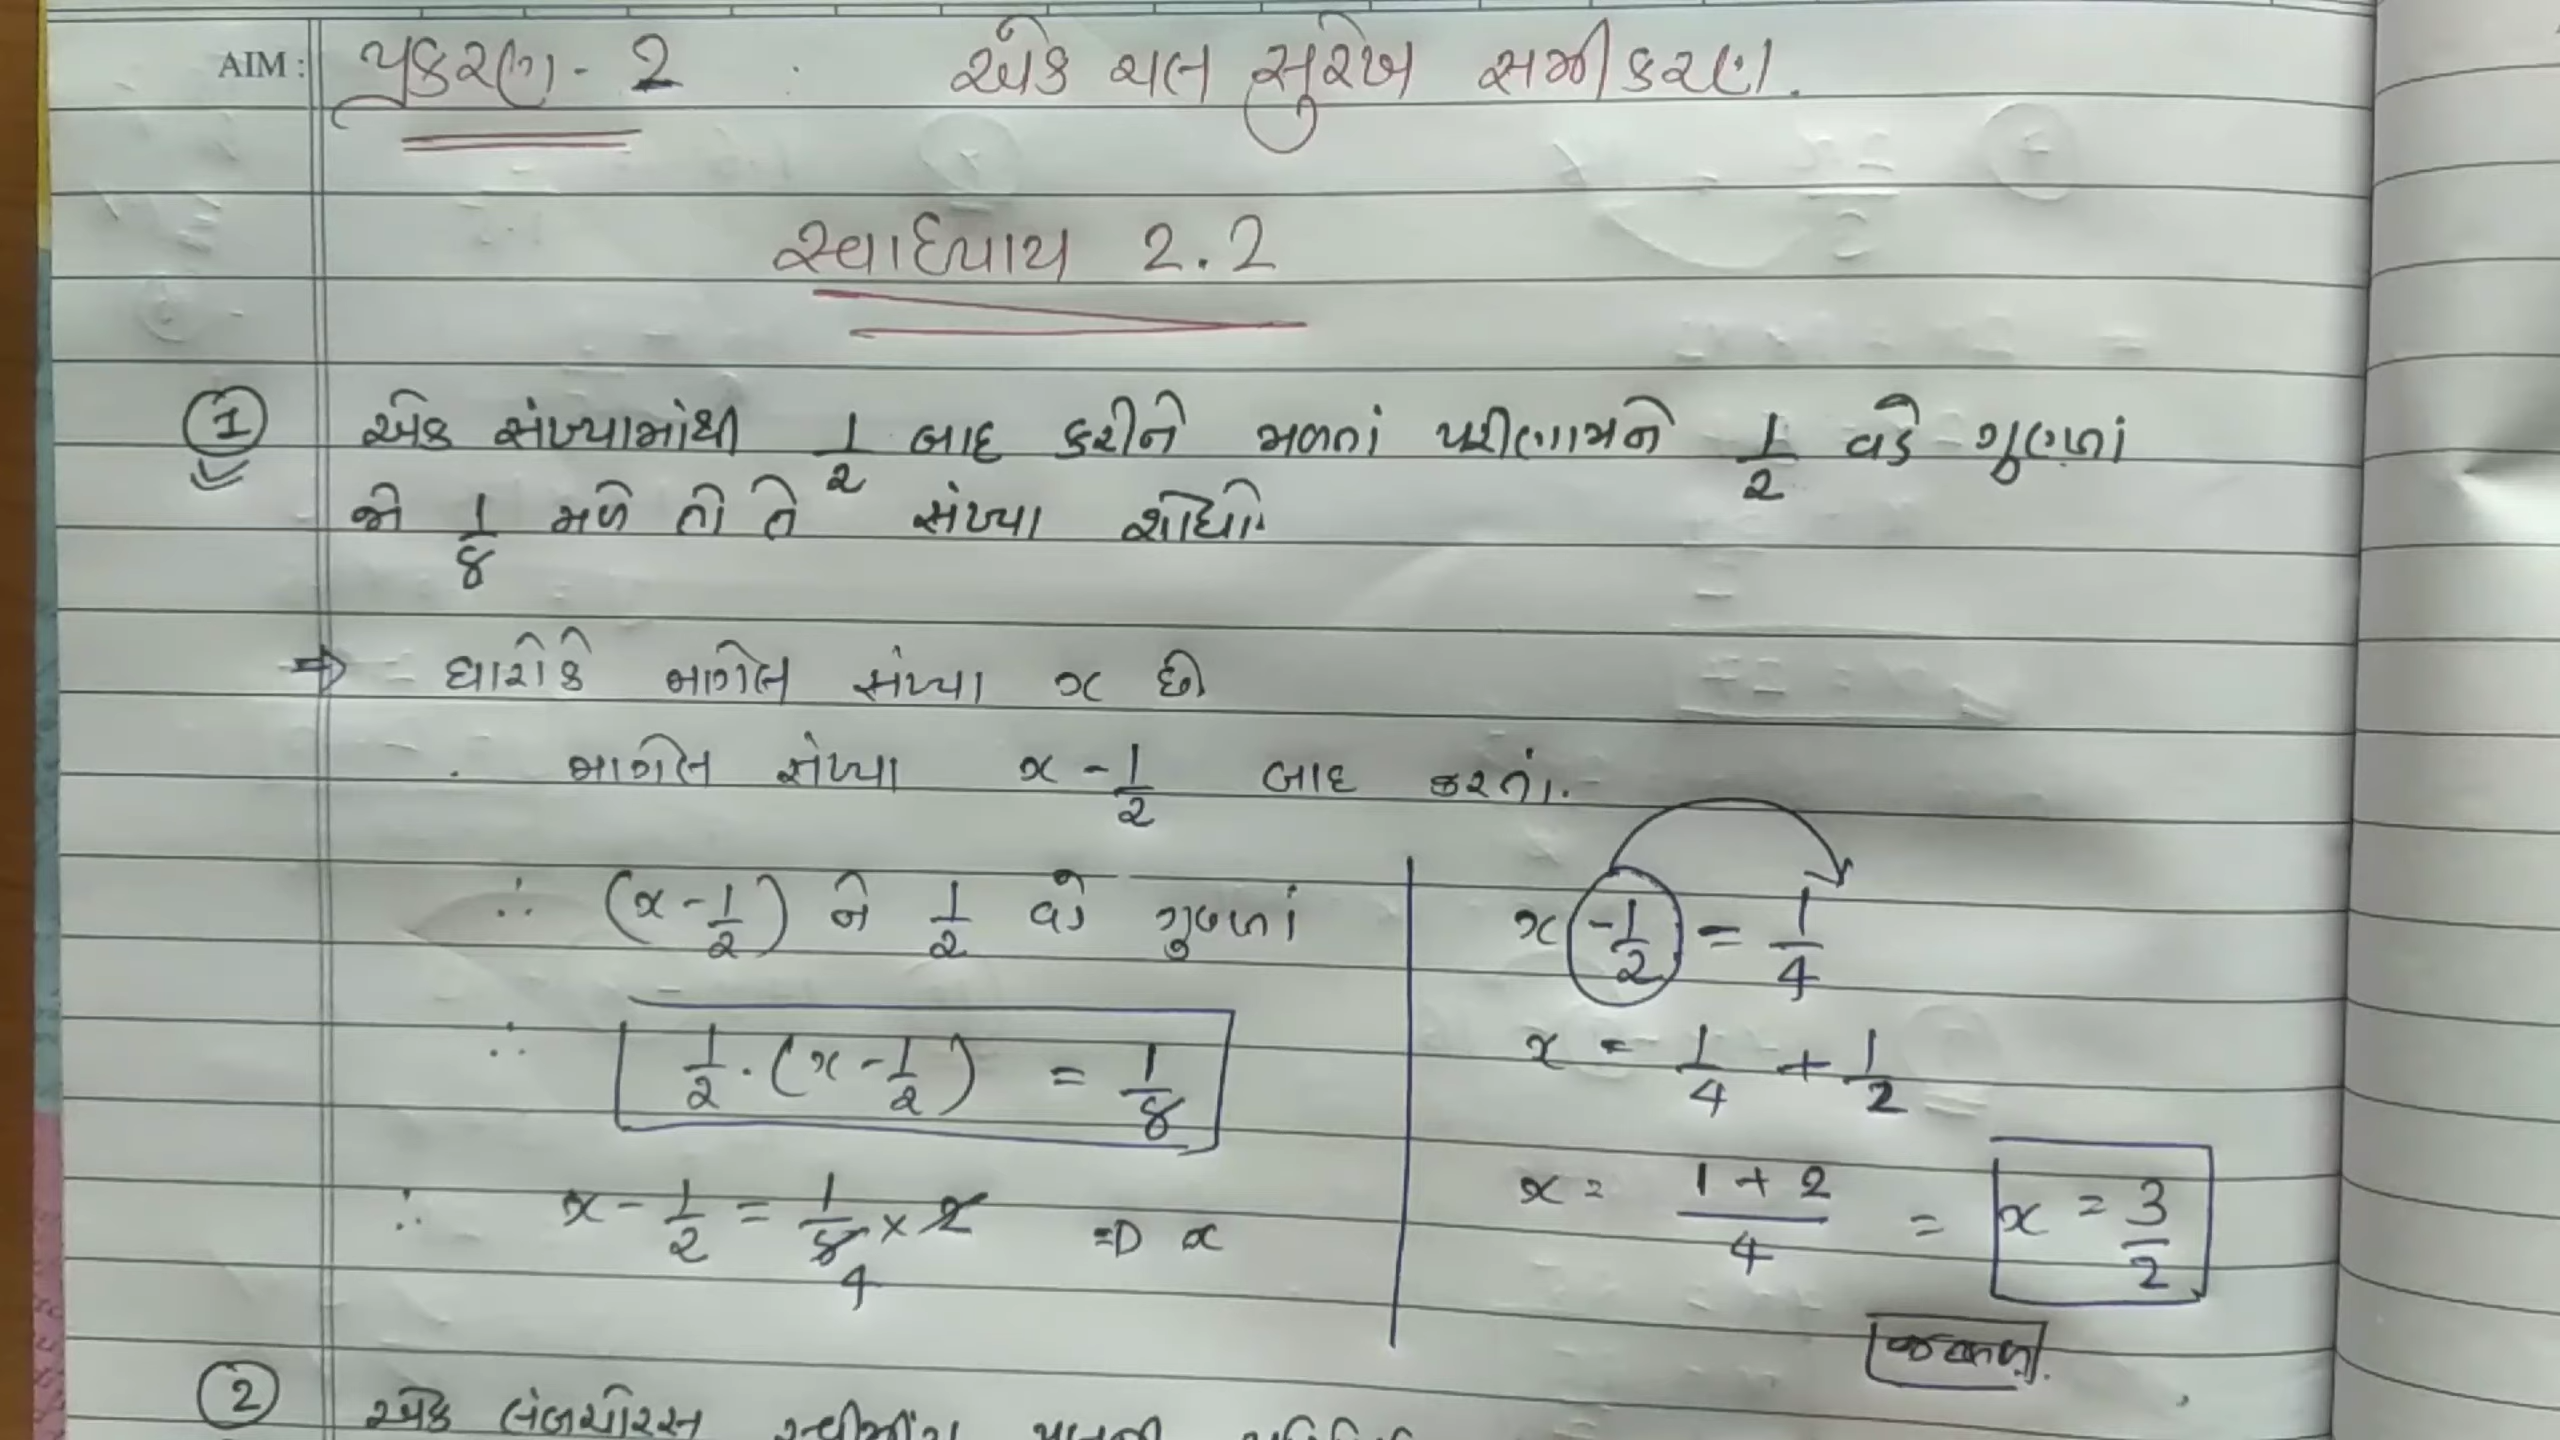 AIM: પ્રકરણ - 2 એક ચલ સુરેખ સમીકરણ.
સ્વાધ્યાય 2.2
① એક સંખ્યામાંથી 1/2 બાદ કરીને મળતાં પરીણામને 1/2 વડે ગુણતાં
જો 1/8 મળે તો તે સંખ્યા શોધો.
⇒ ધારોકે માગેલ સંખ્યા x છે
માગેલ સંખ્યા x - 1/2 બાદ કરતાં.
∴ (x - 1/2) ને 1/2 વડે ગુણતાં
∴ 1/2 · (x - 1/2) = 1/8
∴ x - 1/2 = 1/8 × 2 ⇒ x
4
x - 1/2 = 1/4
x = 1/4 + 1/2
x = (1 + 2)/4 = x = 3/2
② એક લંબચોરસ